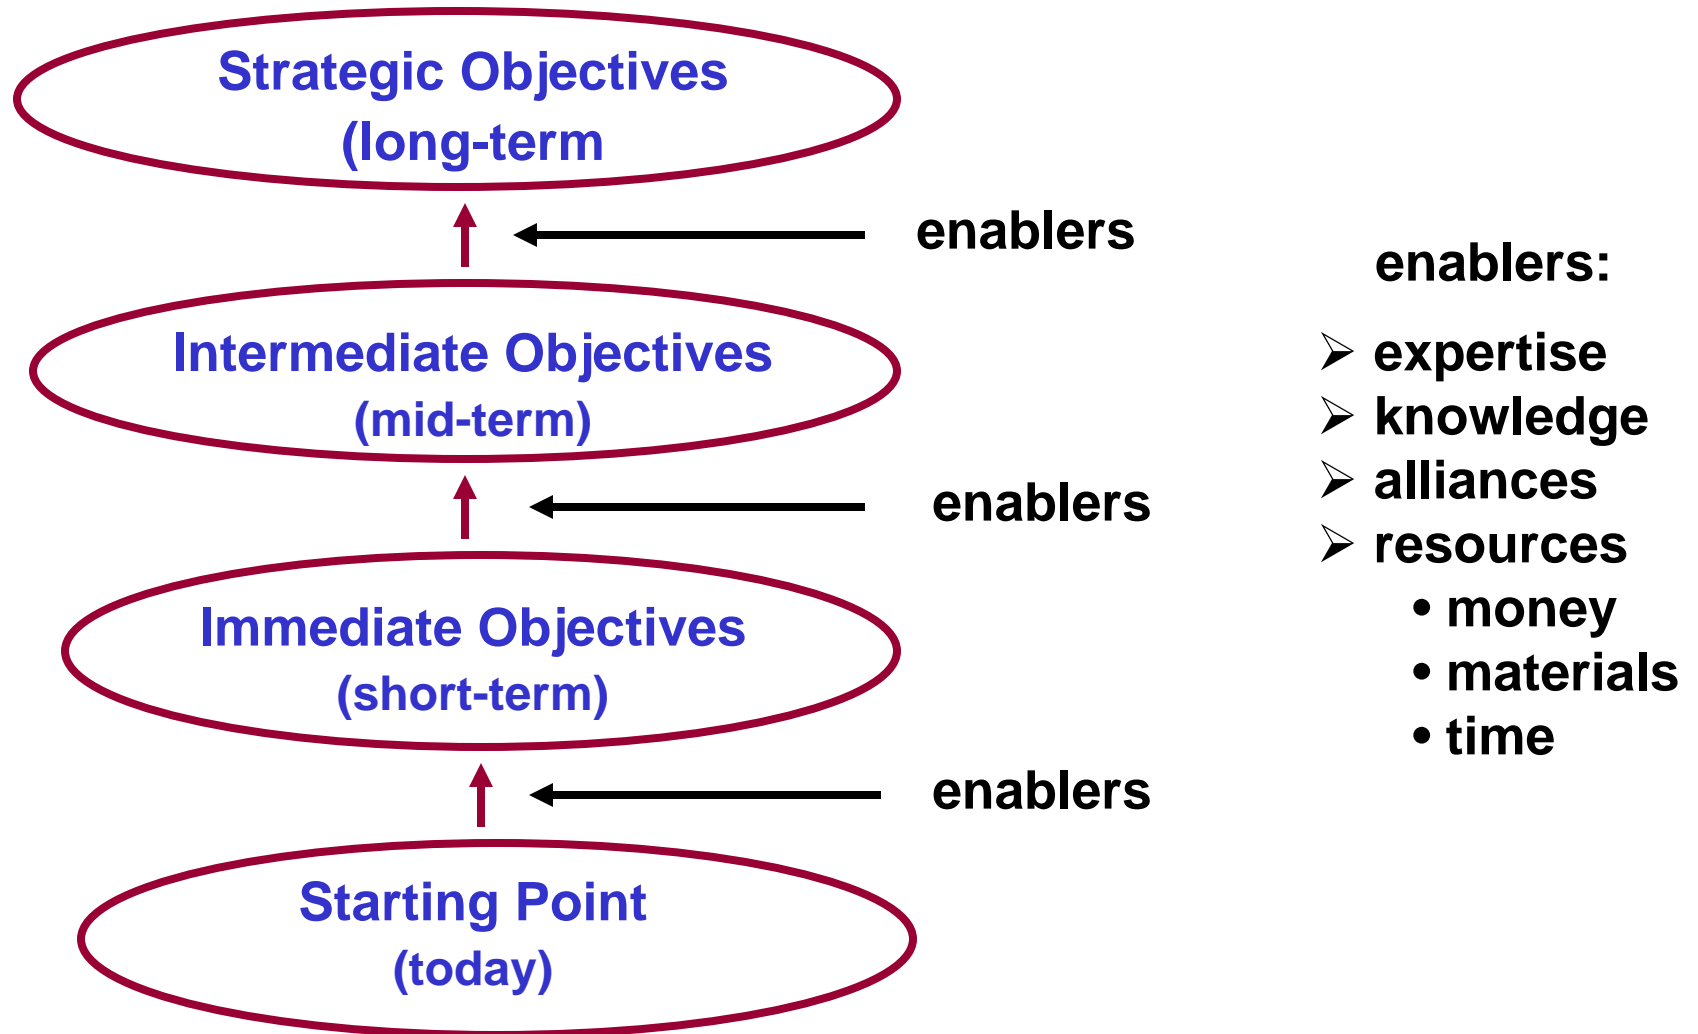 Strategic Objectives
(long-term
enablers
Intermediate Objectives
(mid-term)
enablers
Immediate Objectives
(short-term)
enablers
Starting Point
(today)
enablers:
➢ expertise
➢ knowledge
➢ alliances
➢ resources
• money
• materials
• time